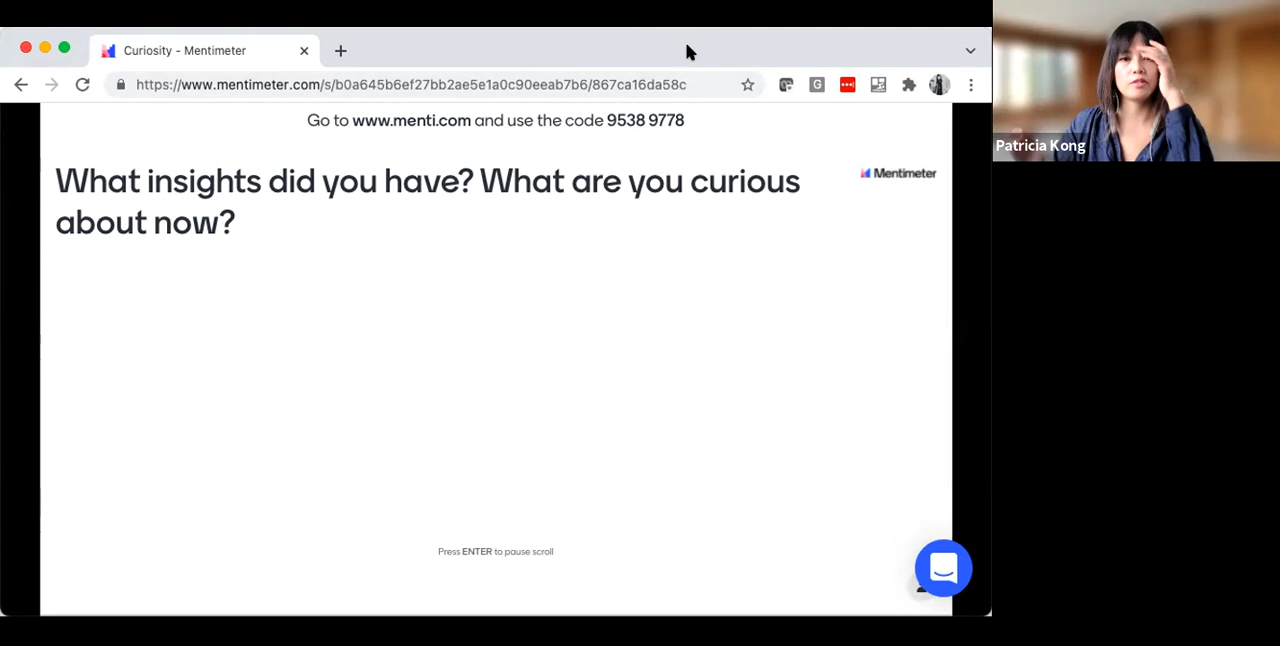 Curiosity - Mentimeter
https://www.mentimeter.com/s/b0a645b6ef27bb2ae5e1a0c90eeab7b6/867ca16da58c
G
Go to www.menti.com and use the code 9538 9778
What insights did you have? What are you curious
about now?
Mentimeter
Press ENTER to pause scroll
Patricia Kong